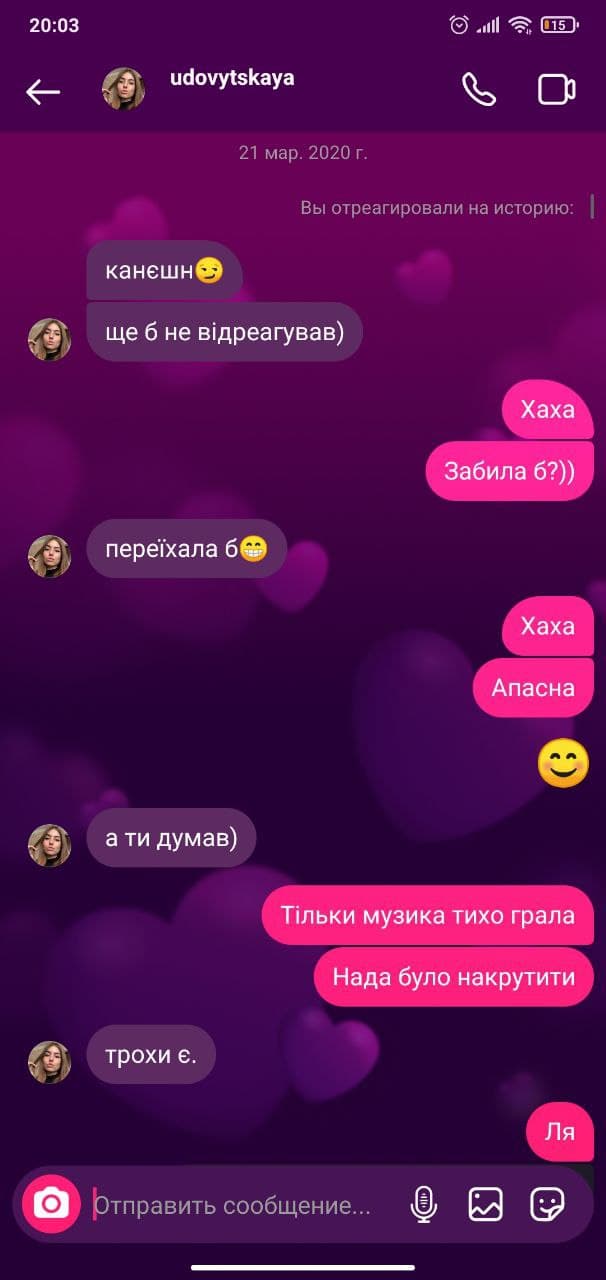 20:03
15
udovytskaya
21 мар. 2020 г.
Вы отреагировали на историю:
канєшн😏
ще б не відреагував)
Хаха
Забила б?))
переїхала б😁
Хаха
Апасна
😊
а ти думав)
Тільки музика тихо грала
Нада було накрутити
трохи є.
Ля
Отправить сообщение...